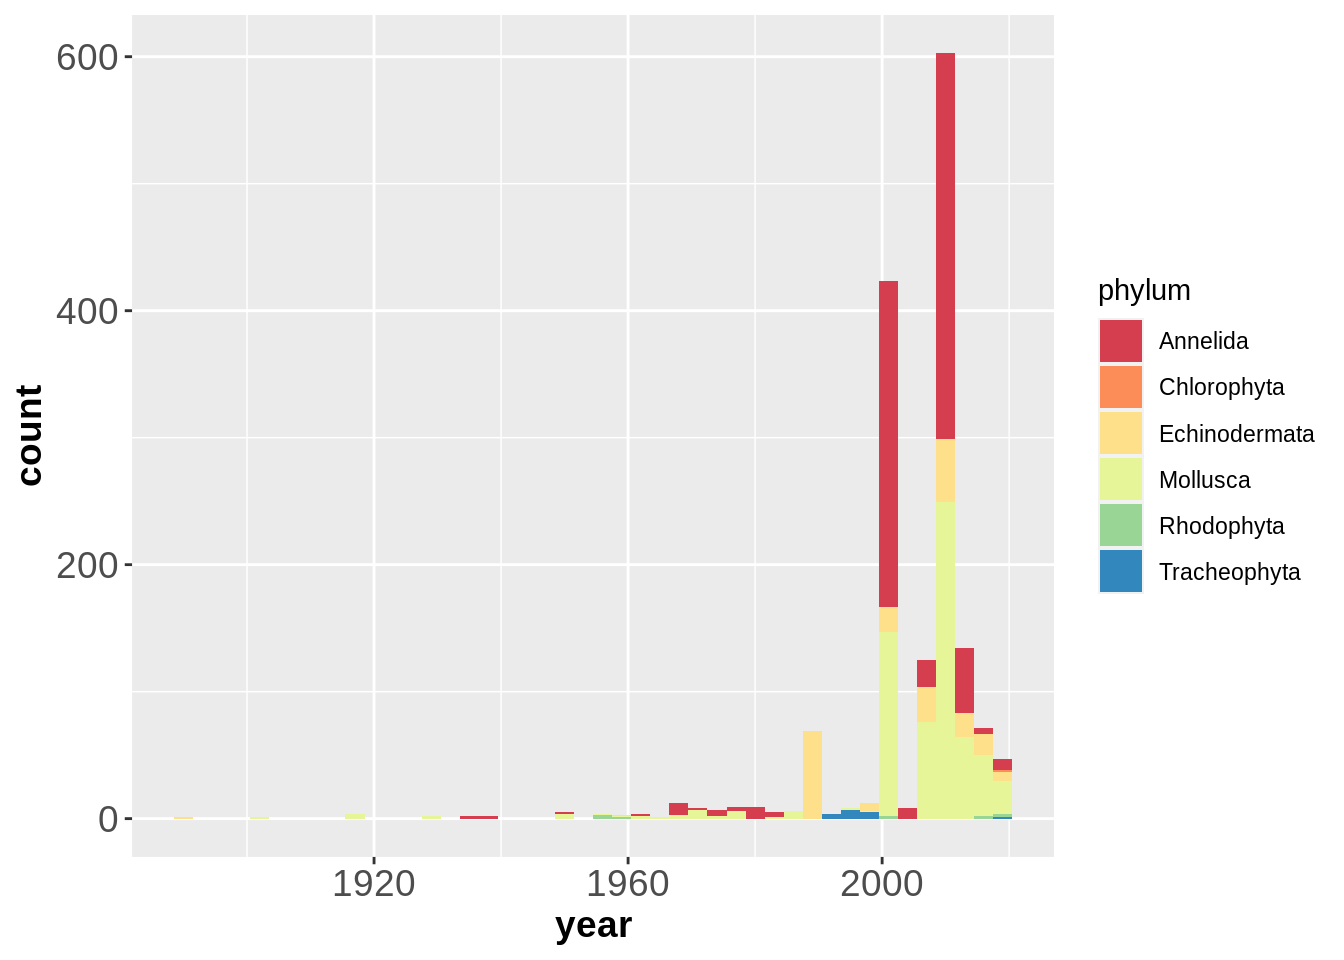 600
400
200
0
count
1920
1960
2000
year
phylum
Annelida
Chlorophyta
Echinodermata
Mollusca
Rhodophyta
Tracheophyta